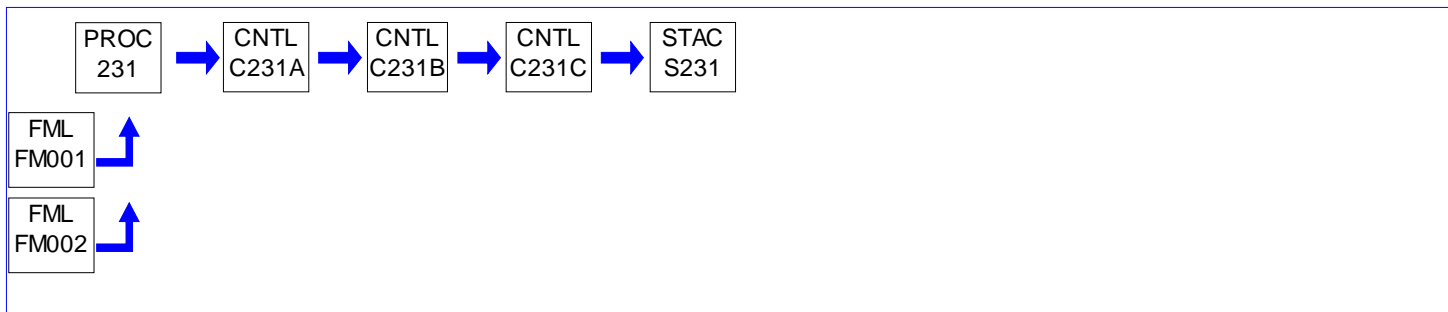 PROC
231
CNTL
C231A
CNTL
C231B
CNTL
C231C
STAC
S231
FML
FM001
FML
FM002